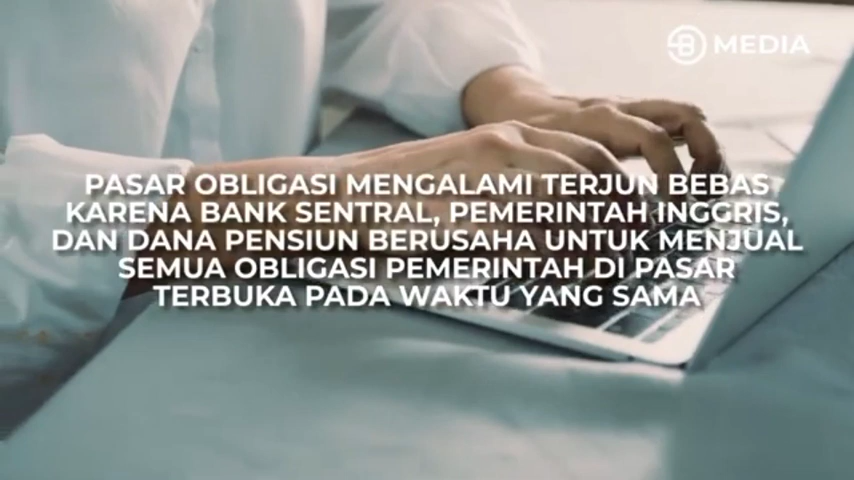 B MEDIA
PASAR OBLIGASI MENGALAMI TERJUN BEBAS
KARENA BANK SENTRAL, PEMERINTAH INGGRIS,
DAN DANA PENSIUN BERUSAHA UNTUK MENJUAL
SEMUA OBLIGASI PEMERINTAH DI PASAR
TERBUKA PADA WAKTU YANG SAMA